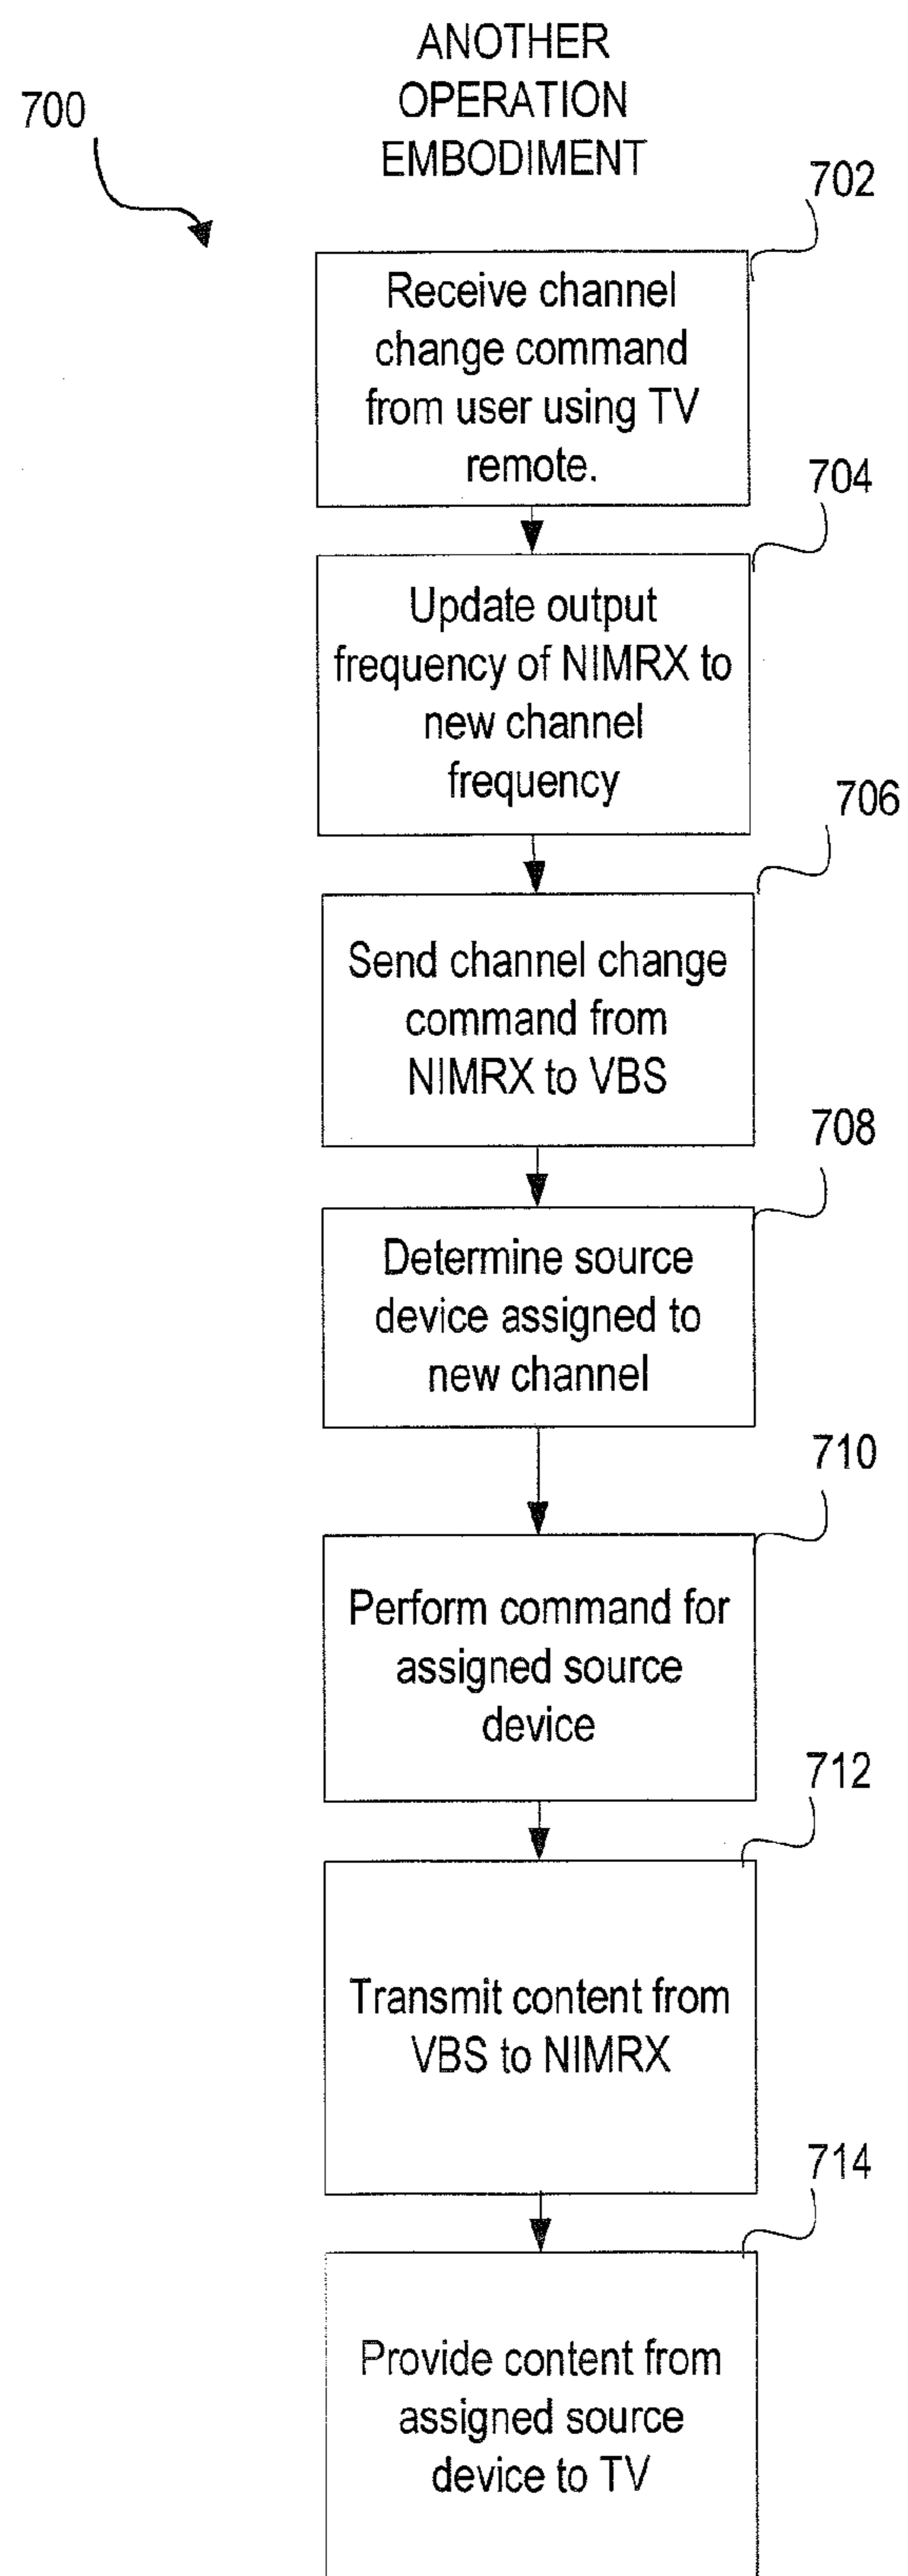 ANOTHER
OPERATION
EMBODIMENT
700
702
Receive channel
change command
from user using TV
remote.
704
Update output
frequency of NIMRX to
new channel
frequency
706
Send channel change
command from
NIMRX to VBS
708
Determine source
device assigned to
new channel
710
Perform command for
assigned source
device
712
Transmit content from
VBS to NIMRX
714
Provide content from
assigned source
device to TV